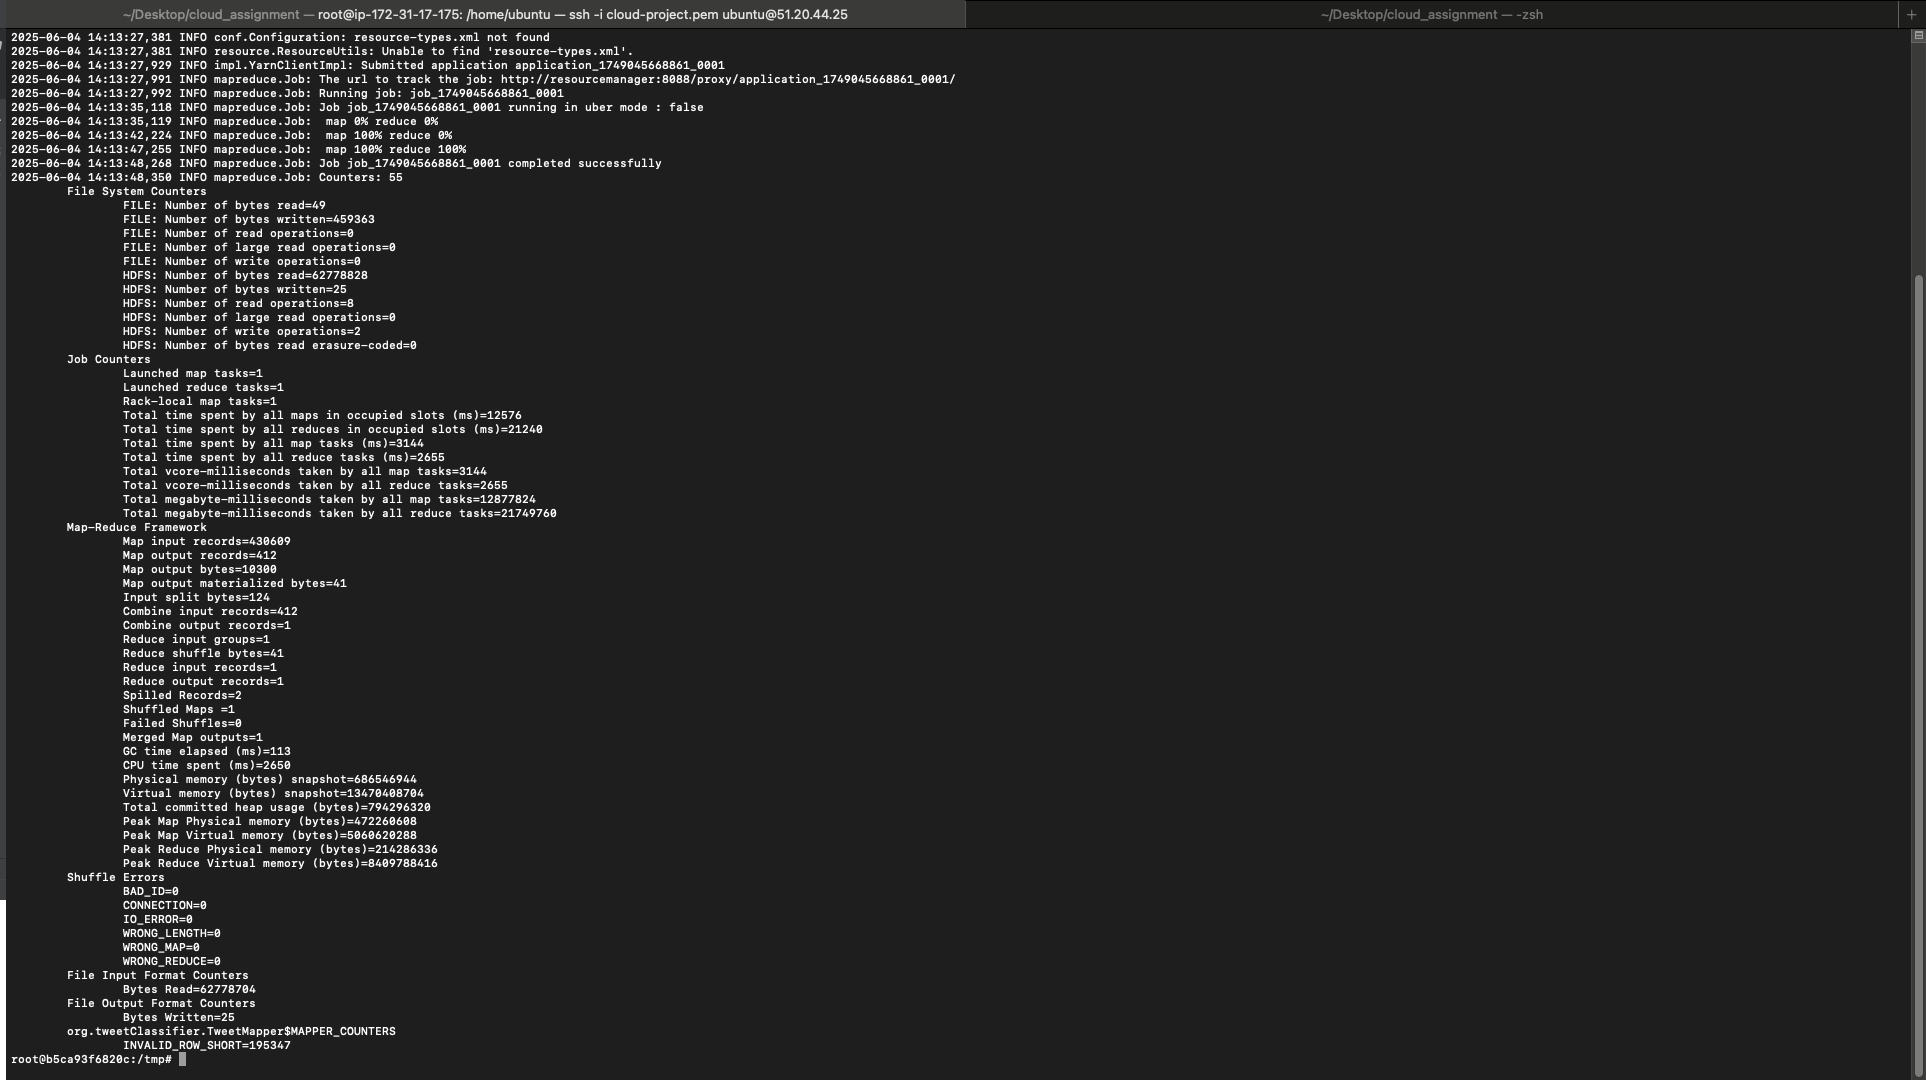 ~/Desktop/cloud_assignment — root@ip-172-31-17-175: /home/ubuntu — ssh -i cloud-project.pem ubuntu@51.20.44.25
~/Desktop/cloud_assignment — -zsh
+
2025-06-04 14:13:27,381 INFO conf.Configuration: resource-types.xml not found
2025-06-04 14:13:27,381 INFO resource.ResourceUtils: Unable to find 'resource-types.xml'.
2025-06-04 14:13:27,929 INFO impl.YarnClientImpl: Submitted application application_1749045668861_0001
2025-06-04 14:13:27,991 INFO mapreduce.Job: The url to track the job: http://resourcemanager:8088/proxy/application_1749045668861_0001/
2025-06-04 14:13:27,992 INFO mapreduce.Job: Running job: job_1749045668861_0001
2025-06-04 14:13:35,118 INFO mapreduce.Job: Job job_1749045668861_0001 running in uber mode : false
2025-06-04 14:13:35,119 INFO mapreduce.Job:  map 0% reduce 0%
2025-06-04 14:13:42,224 INFO mapreduce.Job:  map 100% reduce 0%
2025-06-04 14:13:47,255 INFO mapreduce.Job:  map 100% reduce 100%
2025-06-04 14:13:48,268 INFO mapreduce.Job: Job job_1749045668861_0001 completed successfully
2025-06-04 14:13:48,350 INFO mapreduce.Job: Counters: 55
File System Counters
FILE: Number of bytes read=49
FILE: Number of bytes written=459363
FILE: Number of read operations=0
FILE: Number of large read operations=0
FILE: Number of write operations=0
HDFS: Number of bytes read=62778828
HDFS: Number of bytes written=25
HDFS: Number of read operations=8
HDFS: Number of large read operations=0
HDFS: Number of write operations=2
HDFS: Number of bytes read erasure-coded=0
Job Counters
Launched map tasks=1
Launched reduce tasks=1
Rack-local map tasks=1
Total time spent by all maps in occupied slots (ms)=12576
Total time spent by all reduces in occupied slots (ms)=21240
Total time spent by all map tasks (ms)=3144
Total time spent by all reduce tasks (ms)=2655
Total vcore-milliseconds taken by all map tasks=3144
Total vcore-milliseconds taken by all reduce tasks=2655
Total megabyte-milliseconds taken by all map tasks=12877824
Total megabyte-milliseconds taken by all reduce tasks=21749760
Map-Reduce Framework
Map input records=430609
Map output records=412
Map output bytes=10300
Map output materialized bytes=41
Input split bytes=124
Combine input records=412
Combine output records=1
Reduce input groups=1
Reduce shuffle bytes=41
Reduce input records=1
Reduce output records=1
Spilled Records=2
Shuffled Maps =1
Failed Shuffles=0
Merged Map outputs=1
GC time elapsed (ms)=113
CPU time spent (ms)=2650
Physical memory (bytes) snapshot=686546944
Virtual memory (bytes) snapshot=13470408704
Total committed heap usage (bytes)=794296320
Peak Map Physical memory (bytes)=472260608
Peak Map Virtual memory (bytes)=5060620288
Peak Reduce Physical memory (bytes)=214286336
Peak Reduce Virtual memory (bytes)=8409788416
Shuffle Errors
BAD_ID=0
CONNECTION=0
IO_ERROR=0
WRONG_LENGTH=0
WRONG_MAP=0
WRONG_REDUCE=0
File Input Format Counters
Bytes Read=62778704
File Output Format Counters
Bytes Written=25
org.tweetClassifier.TweetMapper$MAPPER_COUNTERS
INVALID_ROW_SHORT=195347
root@b5ca93f6820c:/tmp#